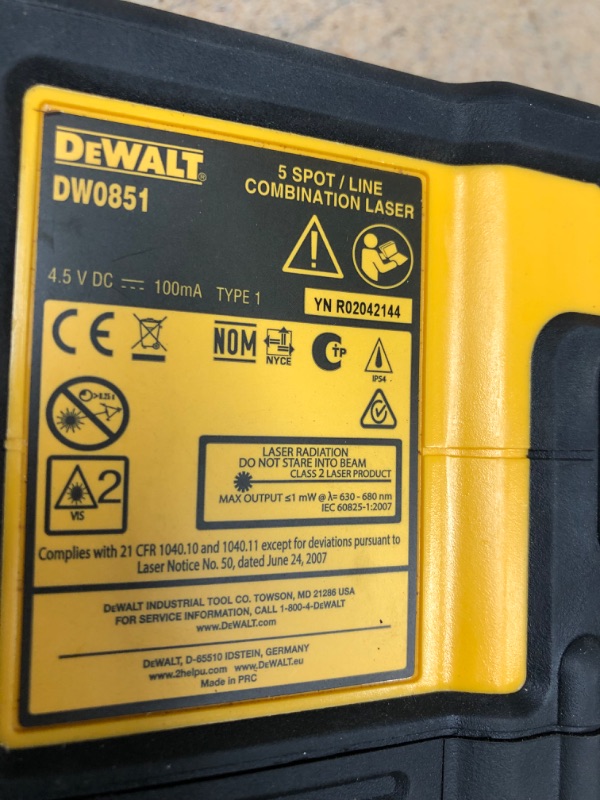 DEWALT®
DW0851
5 SPOT / LINE
COMBINATION LASER
4.5 V DC 100mA TYPE 1
YN R02042144
CE
NOM
NYCE
TP
IP54
2
VIS
LASER RADIATION
DO NOT STARE INTO BEAM
CLASS 2 LASER PRODUCT
MAX OUTPUT ≤1 mW @ λ= 630 - 680 nm
IEC 60825-1:2007
Complies with 21 CFR 1040.10 and 1040.11 except for deviations pursuant to
Laser Notice No. 50, dated June 24, 2007
DEWALT INDUSTRIAL TOOL CO. TOWSON, MD 21286 USA
FOR SERVICE INFORMATION, CALL 1-800-4-DEWALT
www.DEWALT.com
DEWALT, D-65510 IDSTEIN, GERMANY
www.2helpu.com www.DEWALT.eu
Made in PRC